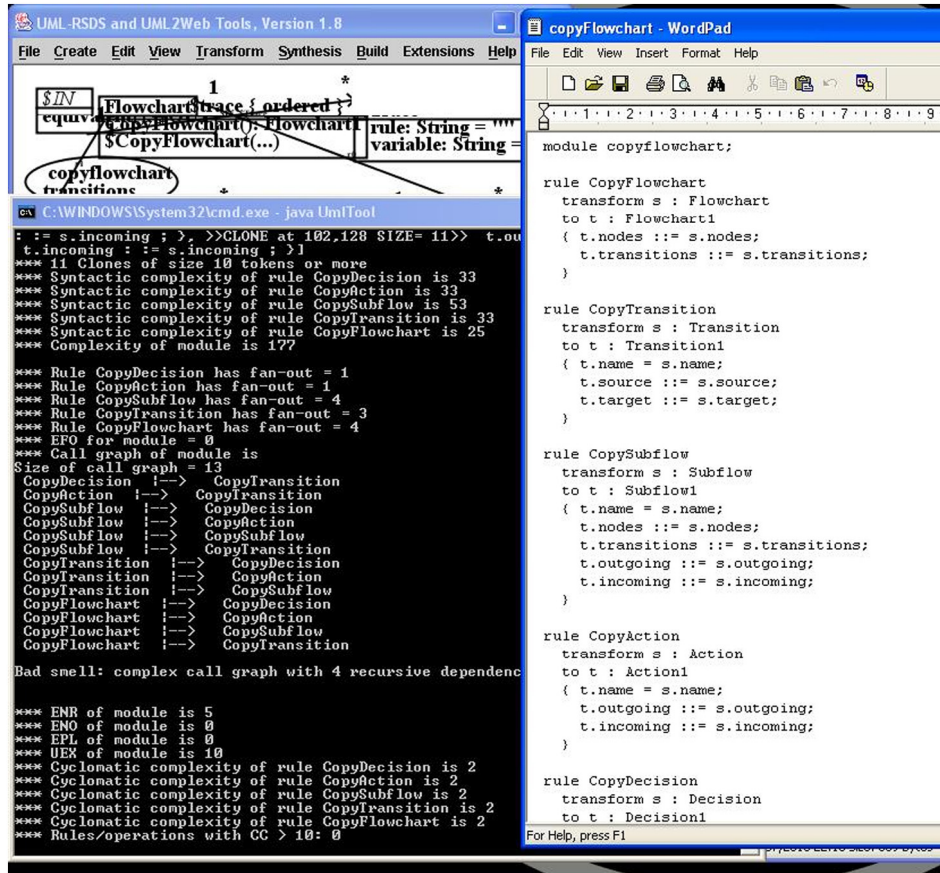 UML-RSDS and UML2Web Tools, Version 1.8
File Create Edit View Transform Synthesis Build Extensions Help
1 *
$IN
Flowchart $trace { ordered }
CopyFlowchart(): Flowchart1
rule: String = ""
$CopyFlowchart(...)
variable: String =
copyflowchart
transitions
* *
C:\WINDOWS\System32\cmd.exe - java UmlTool
: := s.incoming ; }, >>CLONE at 102,128 SIZE= 11>> t.ou
t.incoming : := s.incoming ; }]
*** 11 Clones of size 10 tokens or more
*** Syntactic complexity of rule CopyDecision is 33
*** Syntactic complexity of rule CopyAction is 33
*** Syntactic complexity of rule CopySubflow is 53
*** Syntactic complexity of rule CopyTransition is 33
*** Syntactic complexity of rule CopyFlowchart is 25
*** Complexity of module is 177
*** Rule CopyDecision has fan-out = 1
*** Rule CopyAction has fan-out = 1
*** Rule CopySubflow has fan-out = 4
*** Rule CopyTransition has fan-out = 3
*** Rule CopyFlowchart has fan-out = 4
*** EFO for module = 0
*** Call graph of module is
Size of call graph = 13
CopyDecision ¦--> CopyTransition
CopyAction ¦--> CopyTransition
CopySubflow ¦--> CopyDecision
CopySubflow ¦--> CopyAction
CopySubflow ¦--> CopySubflow
CopySubflow ¦--> CopyTransition
CopyTransition ¦--> CopyDecision
CopyTransition ¦--> CopyAction
CopyTransition ¦--> CopySubflow
CopyFlowchart ¦--> CopyDecision
CopyFlowchart ¦--> CopyAction
CopyFlowchart ¦--> CopySubflow
CopyFlowchart ¦--> CopyTransition
Bad smell: complex call graph with 4 recursive dependenc
*** ENR of module is 5
*** ENO of module is 0
*** EPL of module is 0
*** UEX of module is 10
*** Cyclomatic complexity of rule CopyDecision is 2
*** Cyclomatic complexity of rule CopyAction is 2
*** Cyclomatic complexity of rule CopySubflow is 2
*** Cyclomatic complexity of rule CopyTransition is 2
*** Cyclomatic complexity of rule CopyFlowchart is 2
*** Rules/operations with CC > 10: 0
copyFlowchart - WordPad
File Edit View Insert Format Help
1 2 3 4 5 6 7 8 9
module copyflowchart;
rule CopyFlowchart
transform s : Flowchart
to t : Flowchart1
{ t.nodes ::= s.nodes;
t.transitions ::= s.transitions;
}
rule CopyTransition
transform s : Transition
to t : Transition1
{ t.name = s.name;
t.source ::= s.source;
t.target ::= s.target;
}
rule CopySubflow
transform s : Subflow
to t : Subflow1
{ t.name = s.name;
t.nodes ::= s.nodes;
t.transitions ::= s.transitions;
t.outgoing ::= s.outgoing;
t.incoming ::= s.incoming;
}
rule CopyAction
transform s : Action
to t : Action1
{ t.name = s.name;
t.outgoing ::= s.outgoing;
t.incoming ::= s.incoming;
}
rule CopyDecision
transform s : Decision
to t : Decision1
For Help, press F1